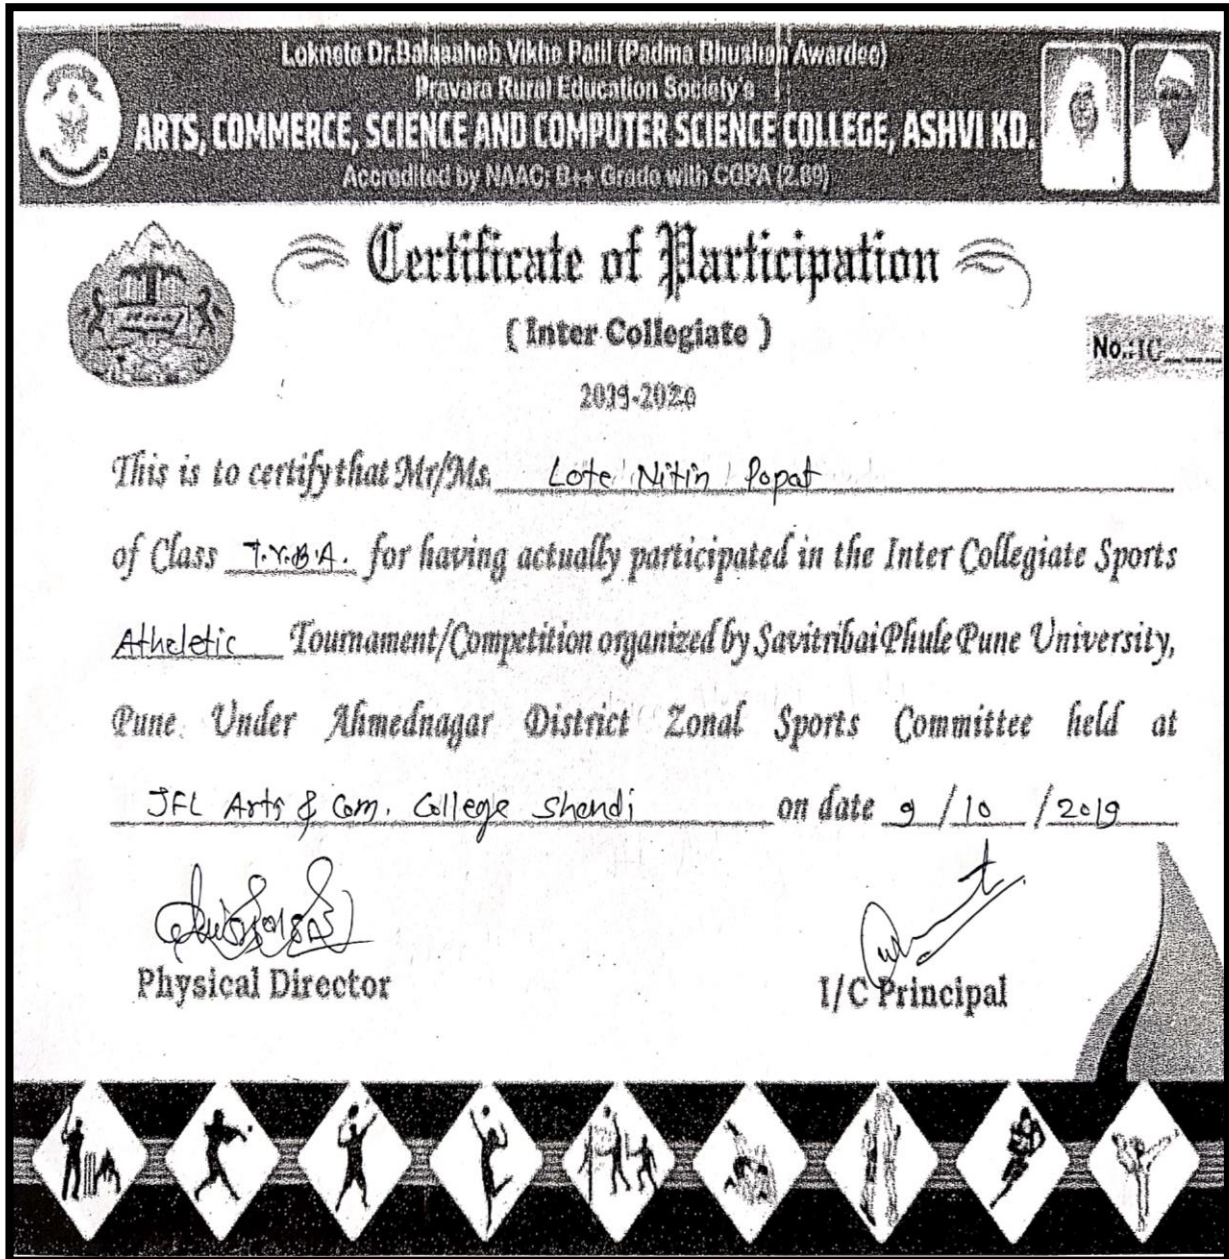 Loknete Dr.Balasaheb Vikhe Patil (Padma Bhushan Awardee)
Pravara Rural Education Society's
ARTS, COMMERCE, SCIENCE AND COMPUTER SCIENCE COLLEGE, ASHVI KD.
Accredited by NAAC: B++ Grade with CGPA (2.89)
Certificate of Participation
( Inter Collegiate )
No.:IC
2019-2020
This is to certify that Mr/Ms. Lote Nitin Popat
of Class T.Y.B.A. for having actually participated in the Inter Collegiate Sports
Atheletic Tournament/Competition organized by Savitribai Phule Pune University,
Pune Under Ahmednagar District Zonal Sports Committee held at
JFL Arts & Com. College Shendi on date 9/10/2019
Physical Director
I/C Principal